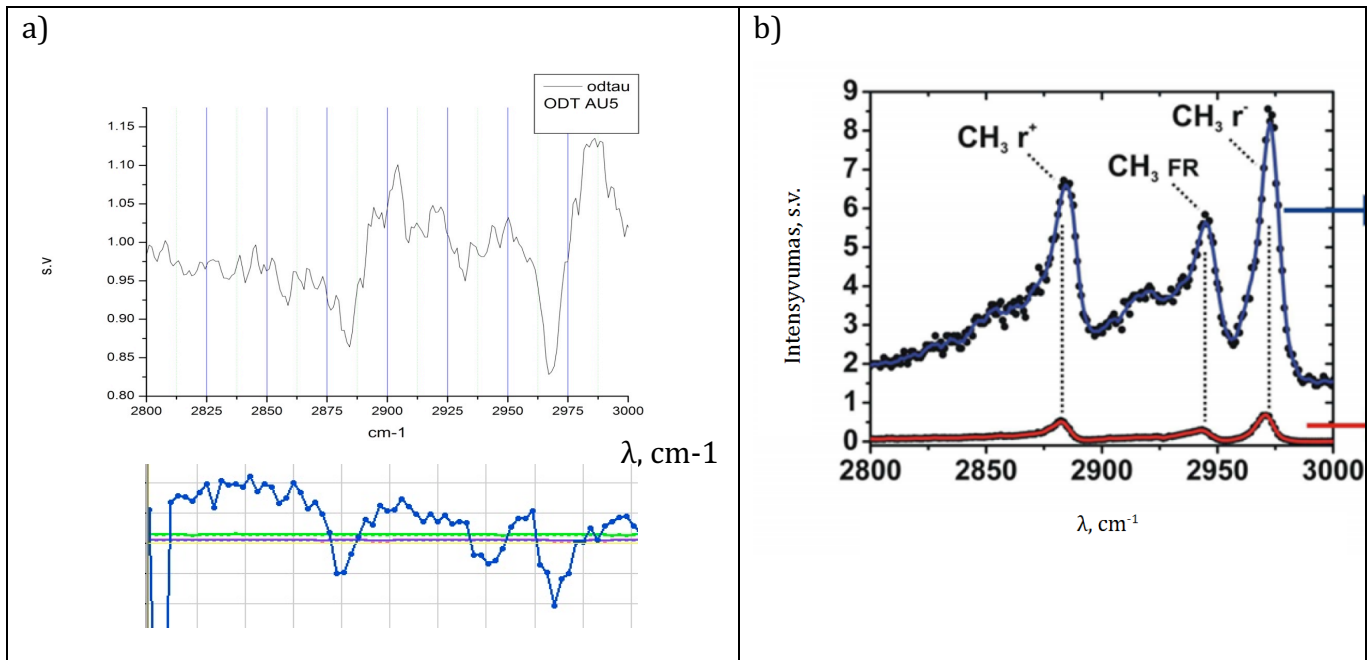 a)
odtau
ODT AU5
1.15
1.10
1.05
1.00
0.95
0.90
0.85
0.80
s.v
2800 2825 2850 2875 2900 2925 2950 2975 3000
cm-1
λ, cm-1
b)
9
8
7
6
5
4
3
2
1
0
Intensyvumas, s.v.
CH₃ r⁺
CH₃ FR
CH₃ r⁻
2800 2850 2900 2950 3000
λ, cm⁻¹